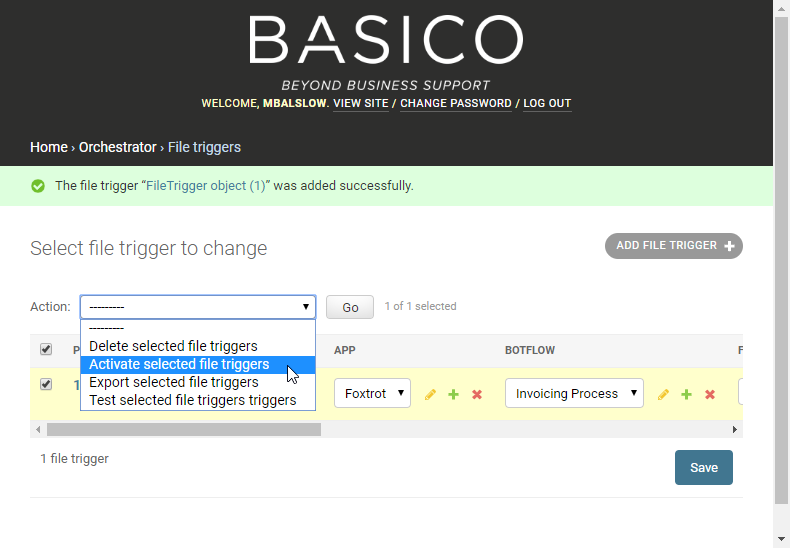 BASICO
BEYOND BUSINESS SUPPORT
WELCOME, MBALSLOW. VIEW SITE / CHANGE PASSWORD / LOG OUT
Home › Orchestrator › File triggers
The file trigger “FileTrigger object (1)” was added successfully.
Select file trigger to change
ADD FILE TRIGGER
Action: ---------
Go
1 of 1 selected
---------
Delete selected file triggers
Activate selected file triggers
Export selected file triggers
Test selected file triggers triggers
P APP BOTFLOW F
1 Foxtrot Invoicing Process
1 file trigger
Save